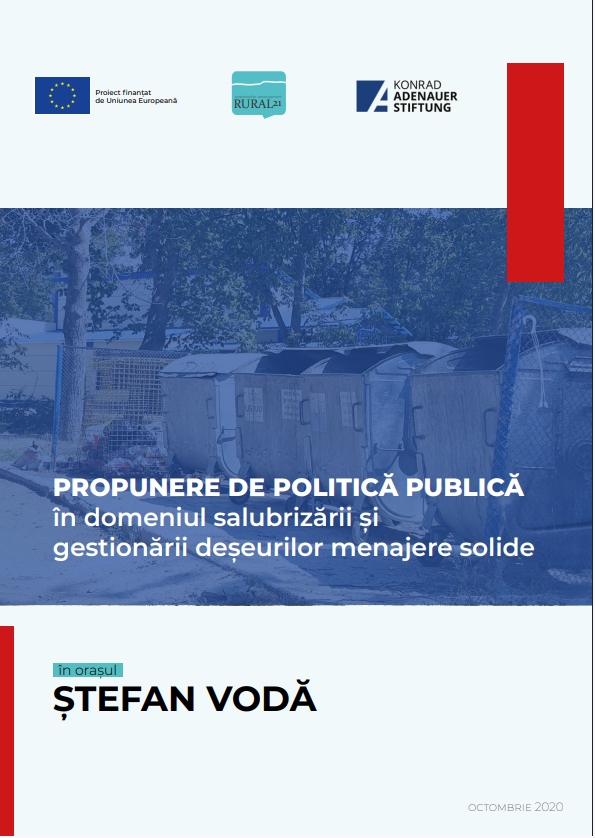 Proiect finanțat
de Uniunea Europeană
RURAL21
KONRAD
ADENAUER
STIFTUNG
PROPUNERE DE POLITICĂ PUBLICĂ
în domeniul salubrizării și
gestionării deșeurilor menajere solide
în orașul
ȘTEFAN VODĂ
OCTOMBRIE 2020